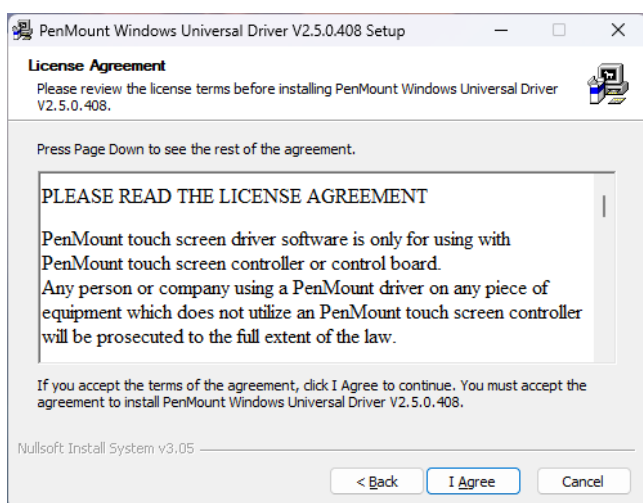 PenMount Windows Universal Driver V2.5.0.408 Setup
License Agreement
Please review the license terms before installing PenMount Windows Universal Driver
V2.5.0.408.
Press Page Down to see the rest of the agreement.
PLEASE READ THE LICENSE AGREEMENT
PenMount touch screen driver software is only for using with
PenMount touch screen controller or control board.
Any person or company using a PenMount driver on any piece of
equipment which does not utilize an PenMount touch screen controller
will be prosecuted to the full extent of the law.
If you accept the terms of the agreement, click I Agree to continue. You must accept the
agreement to install PenMount Windows Universal Driver V2.5.0.408.
Nullsoft Install System v3.05
< Back
I Agree
Cancel